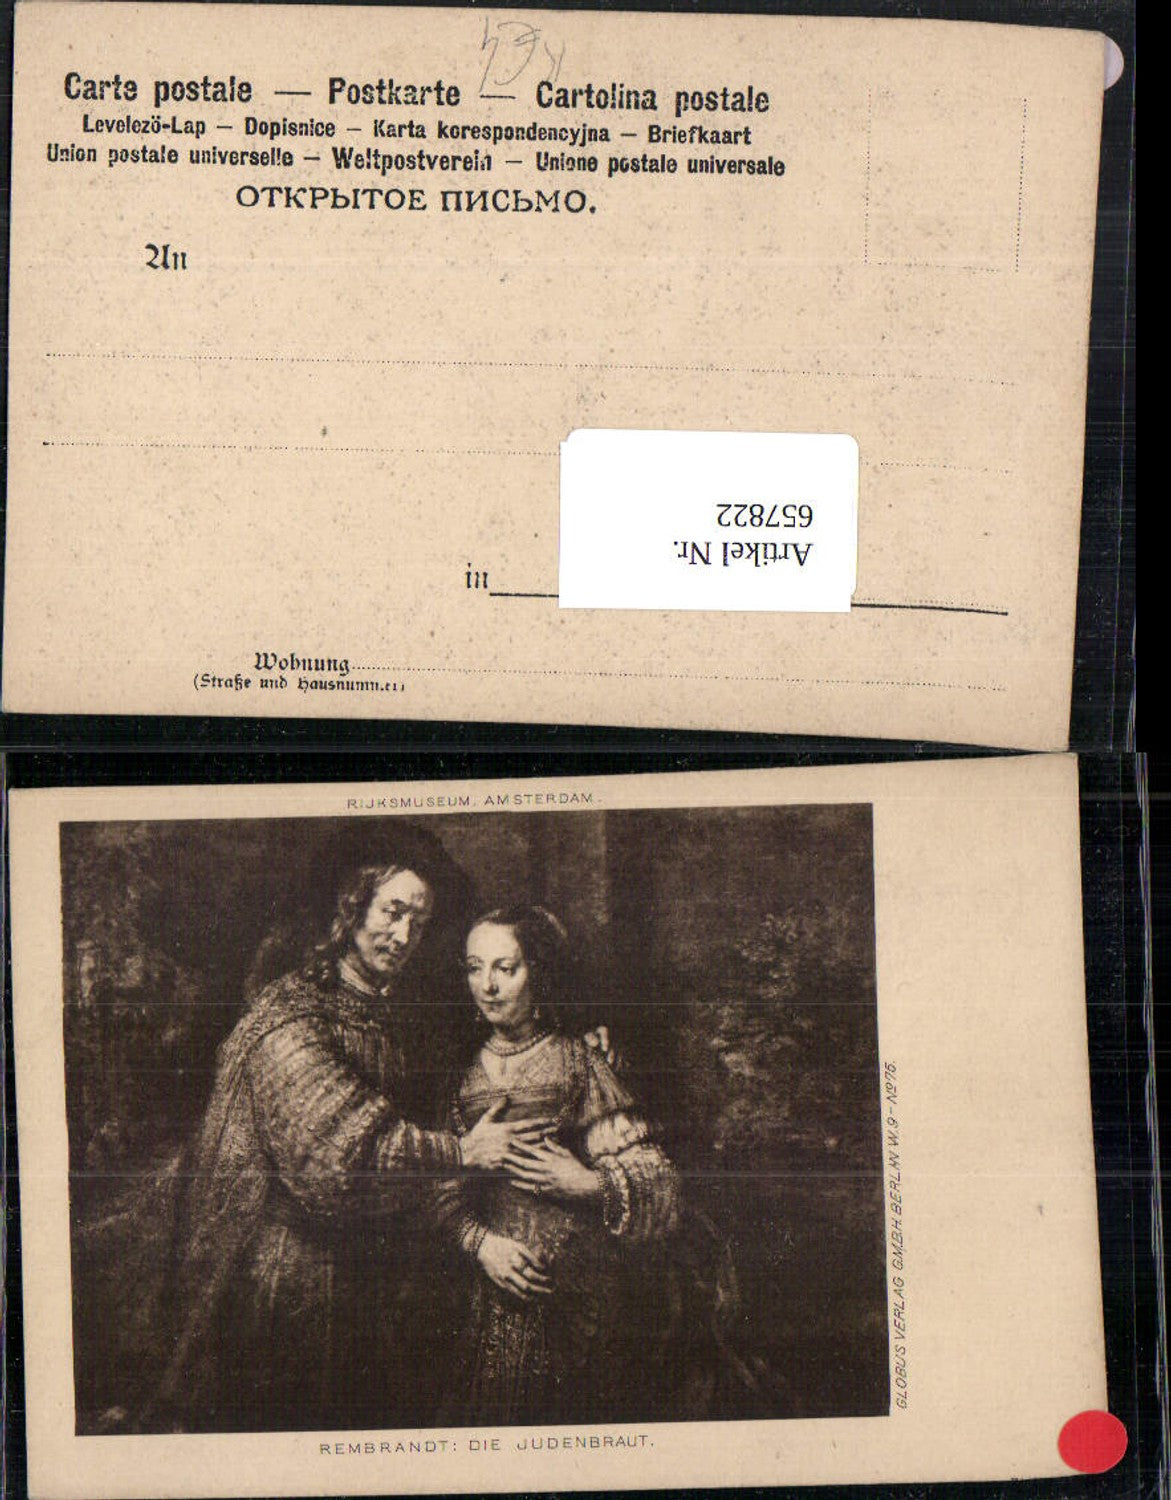 Carte postale — Postkarte — Cartolina postale
Levelező-Lap — Dopisnice — Karta korespondencyjna — Briefkaart
Union postale universelle — Weltpostverein — Unione postale universale
ОТКРЫТОЕ ПИСЬМО.
An
Artikel Nr.
657822
in
Wohnung
(Straße und Hausnummer)
RIJKSMUSEUM. AMSTERDAM.
GLOBUS VERLAG G.M.B.H. BERLIN W.9 - No 76.
REMBRANDT: DIE JUDENBRAUT.